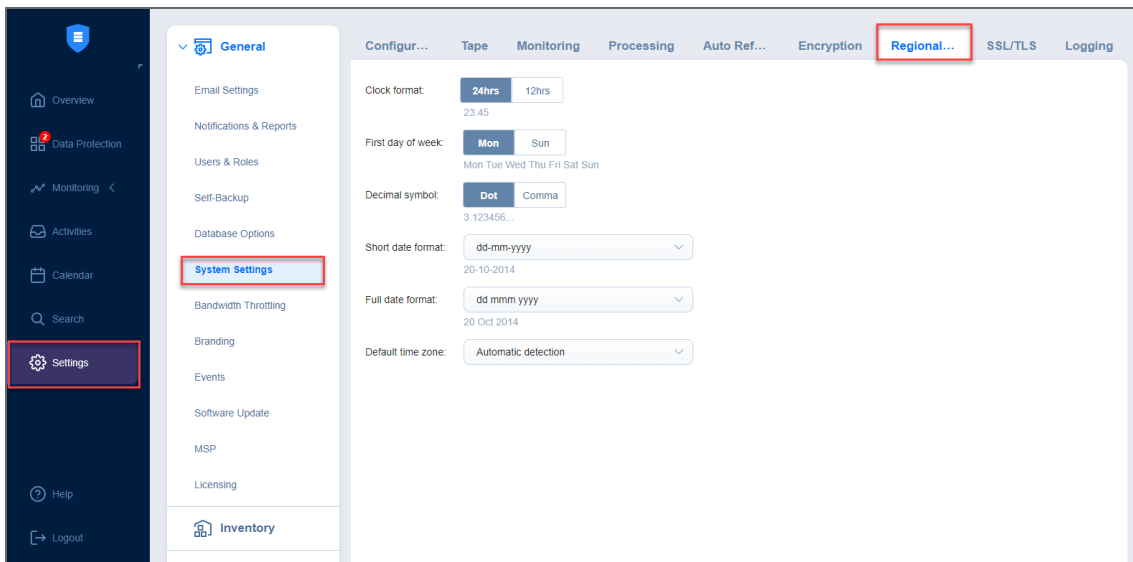 Overview
2
Data Protection
Monitoring
Activities
Calendar
Search
Settings
Help
Logout
General
Email Settings
Notifications & Reports
Users & Roles
Self-Backup
Database Options
System Settings
Bandwidth Throttling
Branding
Events
Software Update
MSP
Licensing
Inventory
Configur... Tape Monitoring Processing Auto Ref... Encryption Regional... SSL/TLS Logging
Clock format: 24hrs 12hrs
23:45
First day of week: Mon Sun
Mon Tue Wed Thu Fri Sat Sun
Decimal symbol: Dot Comma
3.123456...
Short date format: dd-mm-yyyy
20-10-2014
Full date format: dd mmm yyyy
20 Oct 2014
Default time zone: Automatic detection